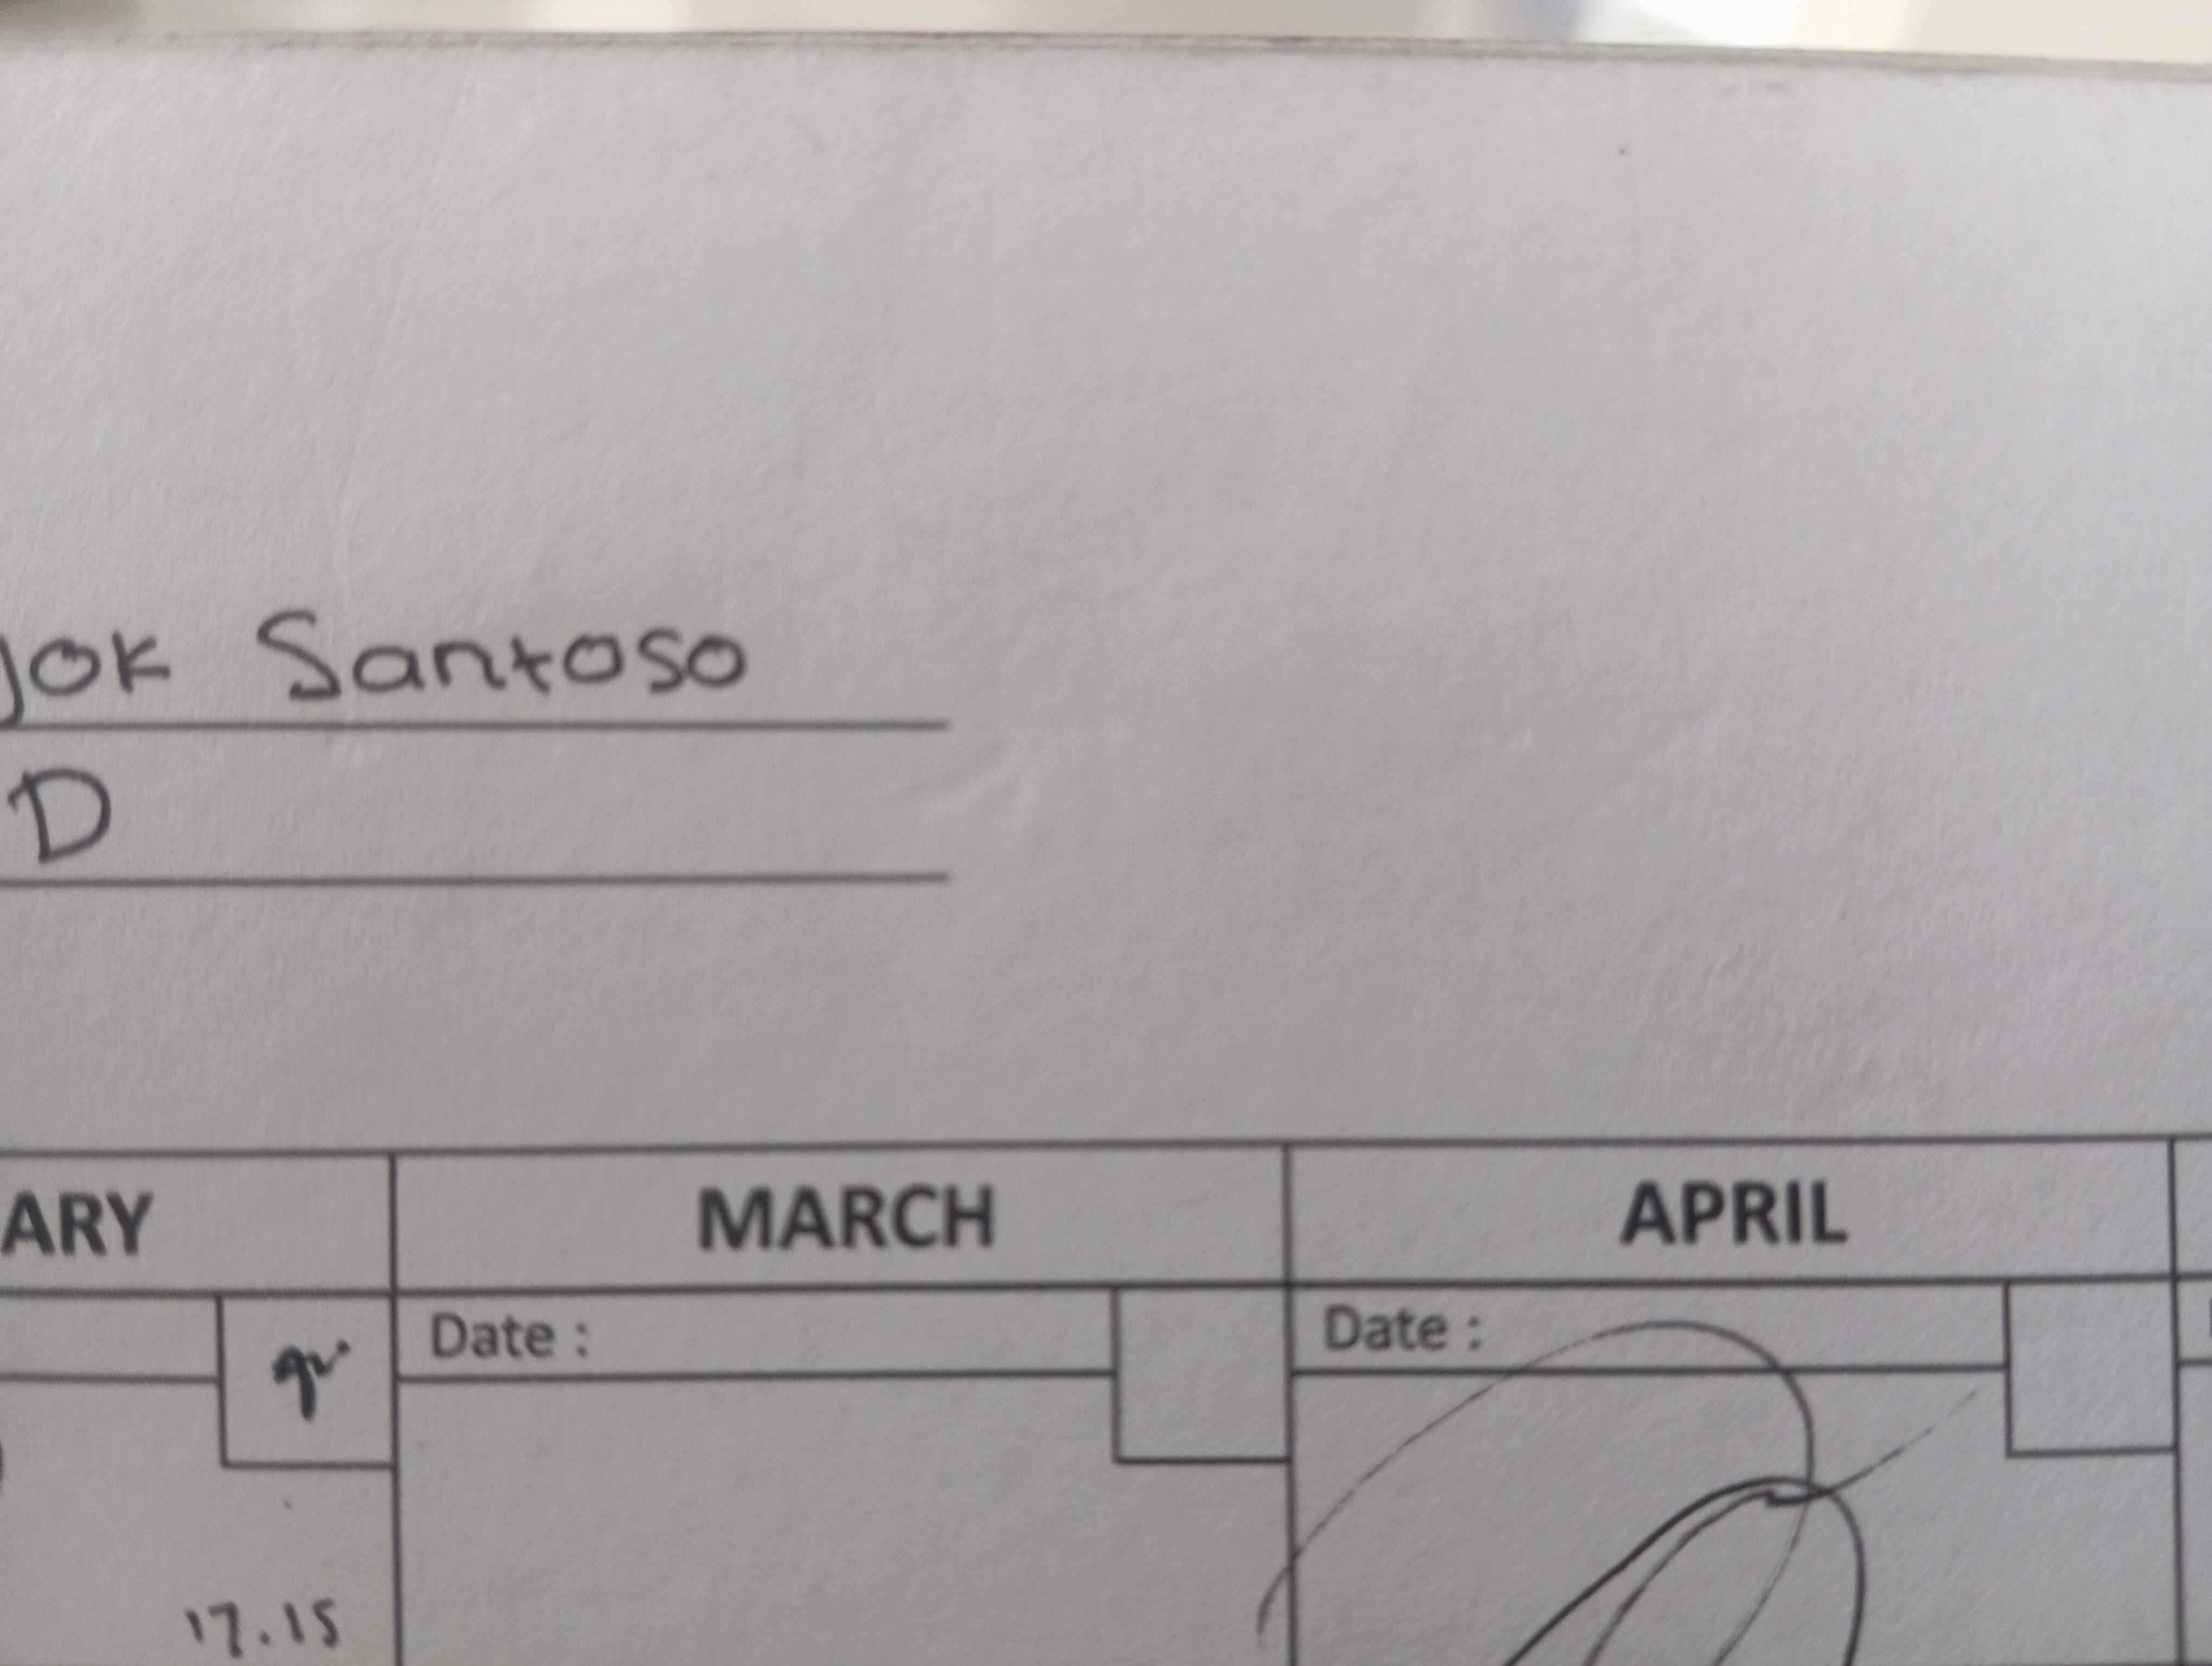 jok Santoso
D
ARY MARCH APRIL
Date : Date :
17.15